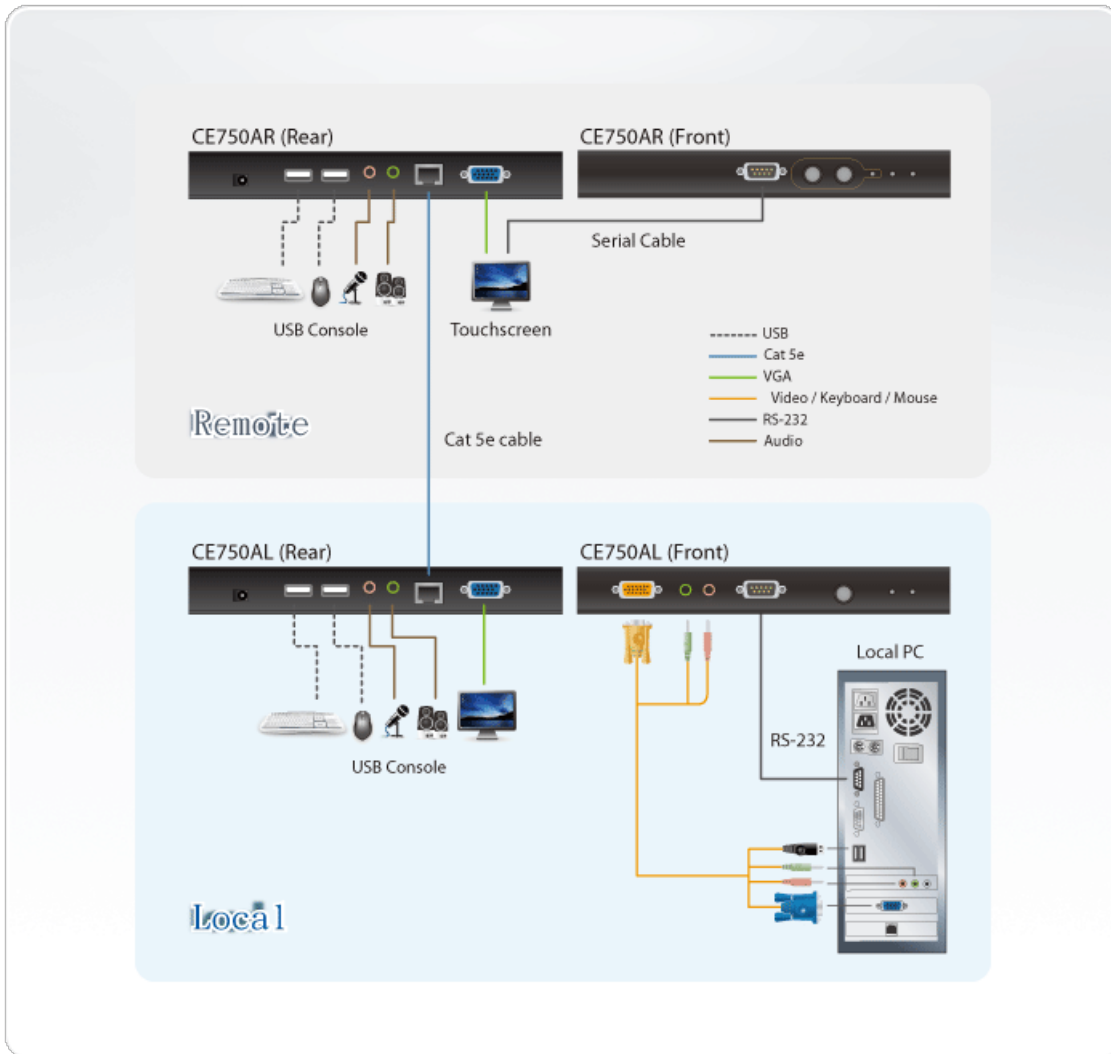 CE750AR (Rear)
CE750AR (Front)
Serial Cable
USB Console
Touchscreen
USB
Cat 5e
VGA
Video / Keyboard / Mouse
RS-232
Audio
Remote
Cat 5e cable
CE750AL (Rear)
CE750AL (Front)
Local PC
RS-232
USB Console
Local